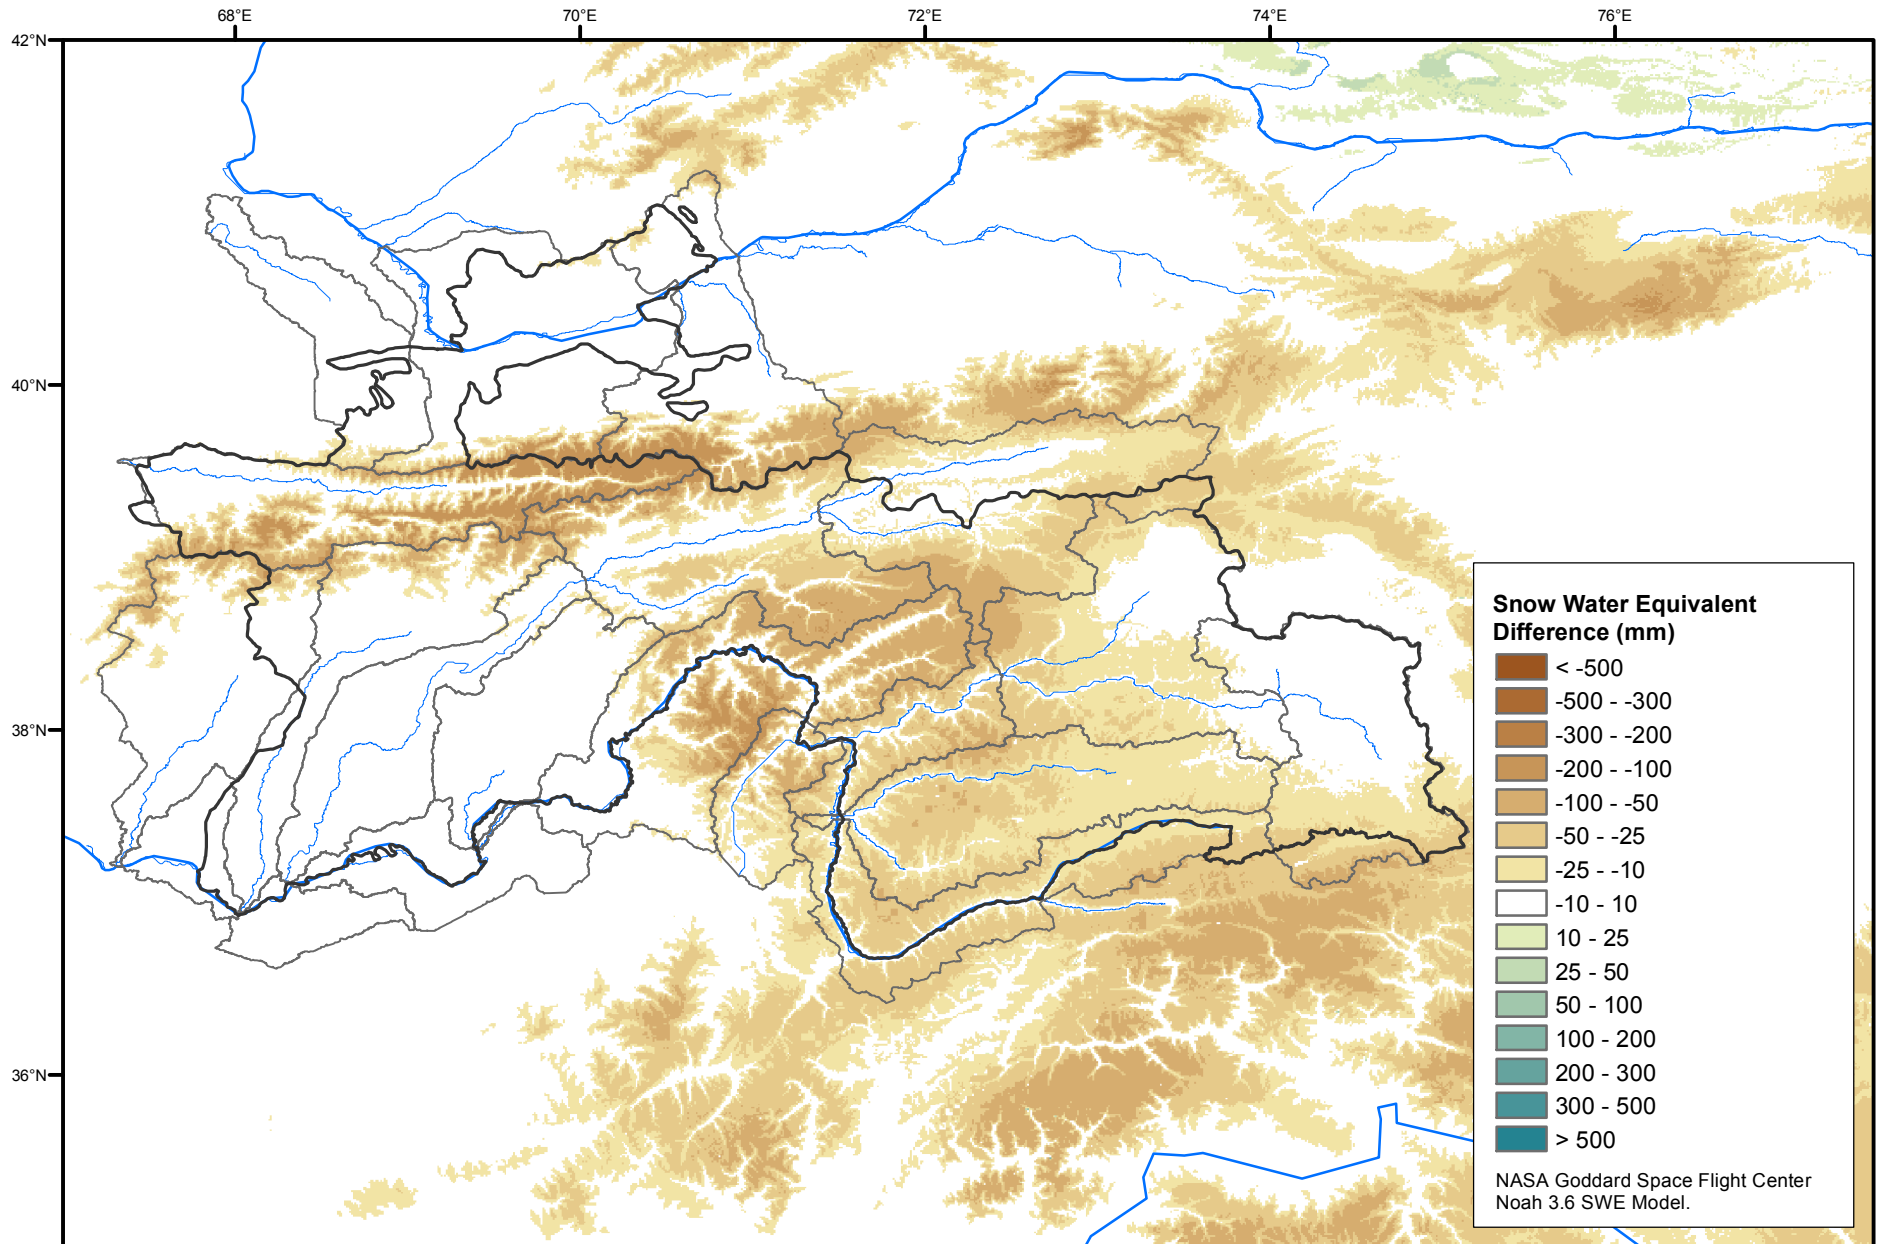 68°E
70°E
72°E
74°E
76°E
42°N
40°N
38°N
36°N
Snow Water Equivalent
Difference (mm)
< -500
-500 - -300
-300 - -200
-200 - -100
-100 - -50
-50 - -25
-25 - -10
-10 - 10
10 - 25
25 - 50
50 - 100
100 - 200
200 - 300
300 - 500
> 500
NASA Goddard Space Flight Center
Noah 3.6 SWE Model.